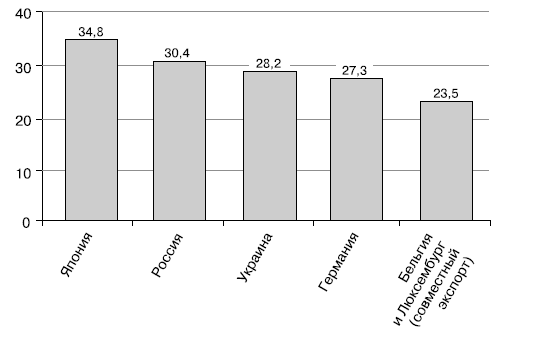 40
34,8
30,4
30
28,2
27,3
23,5
20
10
0
Япония
Россия
Украина
Германия
Бельгия
и Люксембург
(совместный
экспорт)